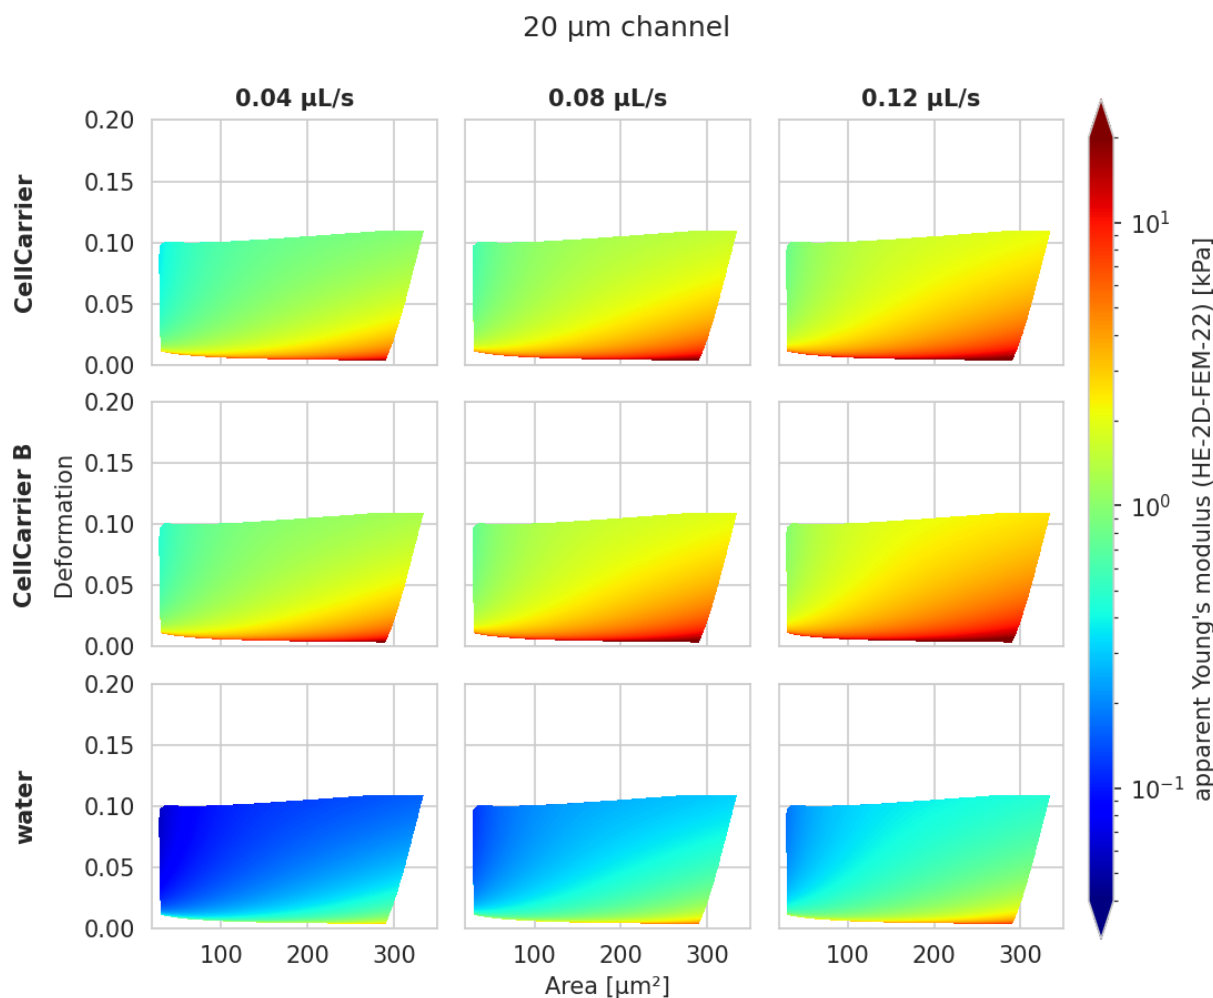 20 µm channel
0.04 µL/s 0.08 µL/s 0.12 µL/s
CellCarrier
0.20
0.15
0.10
0.05
0.00
CellCarrier B
Deformation
0.20
0.15
0.10
0.05
0.00
water
0.20
0.15
0.10
0.05
0.00
100 200 300 100 200 300 100 200 300
Area [µm²]
10¹
10⁰
10⁻¹
apparent Young's modulus (HE-2D-FEM-22) [kPa]